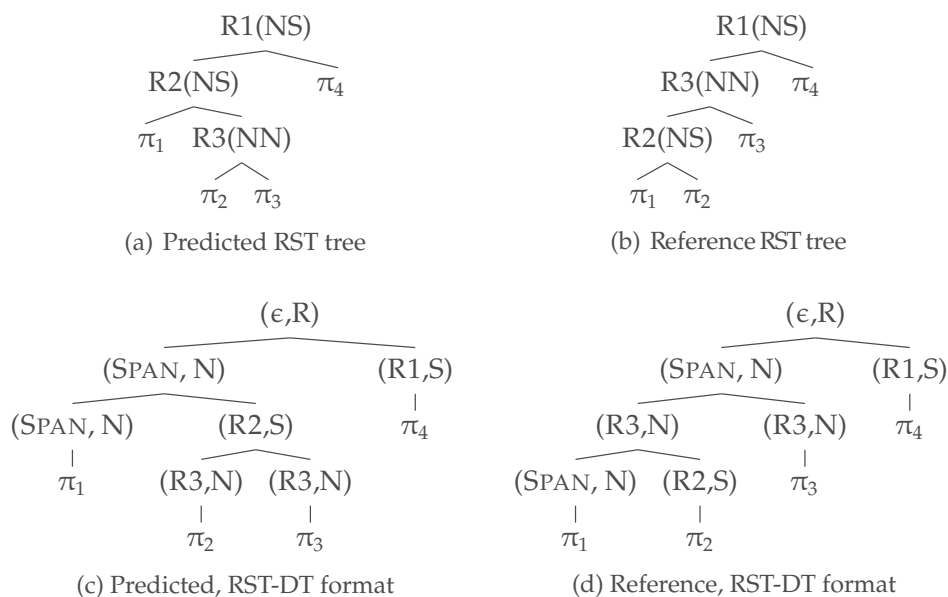 R1(NS)
R2(NS) π₄
π₁ R3(NN)
π₂ π₃
(a) Predicted RST tree
R1(NS)
R3(NN) π₄
R2(NS) π₃
π₁ π₂
(b) Reference RST tree
(ϵ,R)
(SPAN, N) (R1,S)
(SPAN, N) (R2,S) π₄
π₁ (R3,N) (R3,N)
π₂ π₃
(c) Predicted, RST-DT format
(ϵ,R)
(SPAN, N) (R1,S)
(R3,N) (R3,N) π₄
(SPAN, N) (R2,S) π₃
π₁ π₂
(d) Reference, RST-DT format